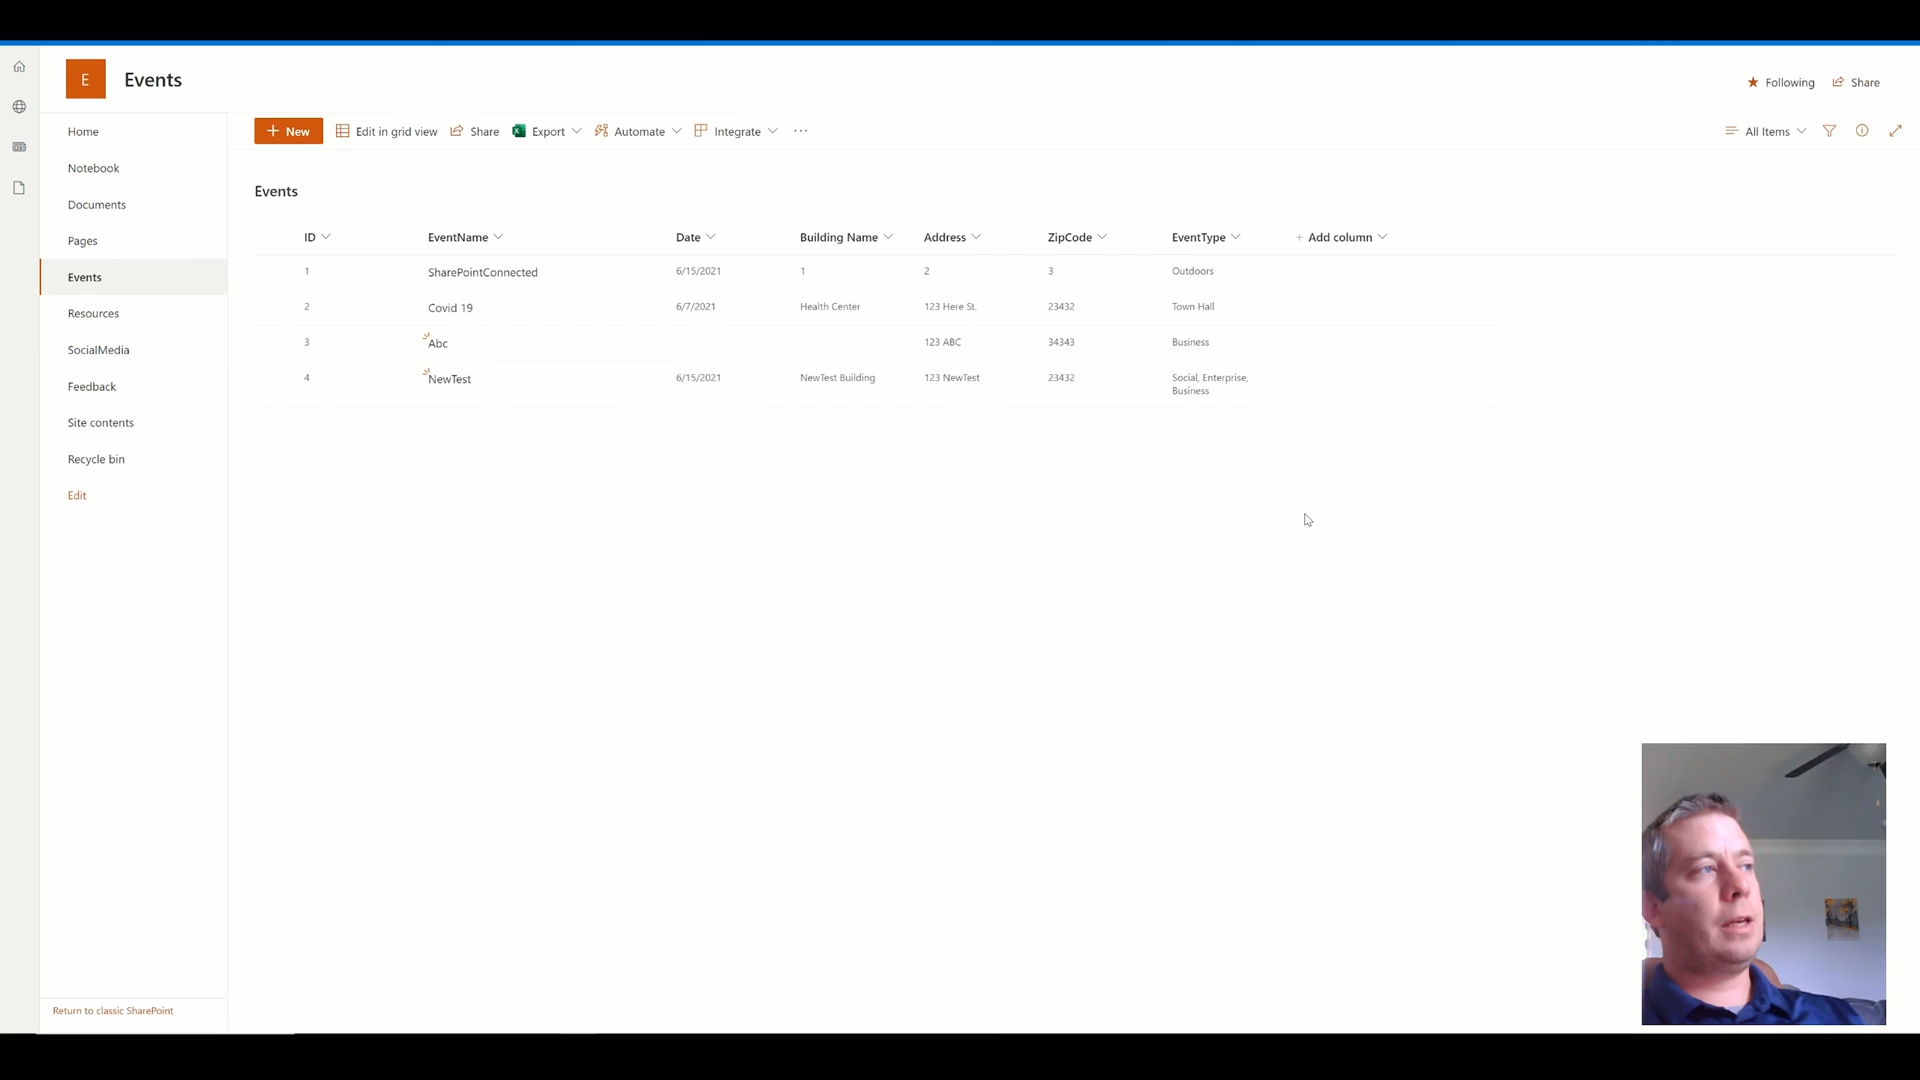 E
Events
Following
Share
Home
Notebook
Documents
Pages
Events
Resources
SocialMedia
Feedback
Site contents
Recycle bin
Edit
Return to classic SharePoint
New
Edit in grid view
Share
Export
Automate
Integrate
All Items
Events
ID EventName Date Building Name Address ZipCode EventType + Add column
1 SharePointConnected 6/15/2021 1 2 3 Outdoors
2 Covid 19 6/7/2021 Health Center 123 Here St. 23432 Town Hall
3 Abc 123 ABC 34343 Business
4 NewTest 6/15/2021 NewTest Building 123 NewTest 23432 Social, Enterprise,
Business